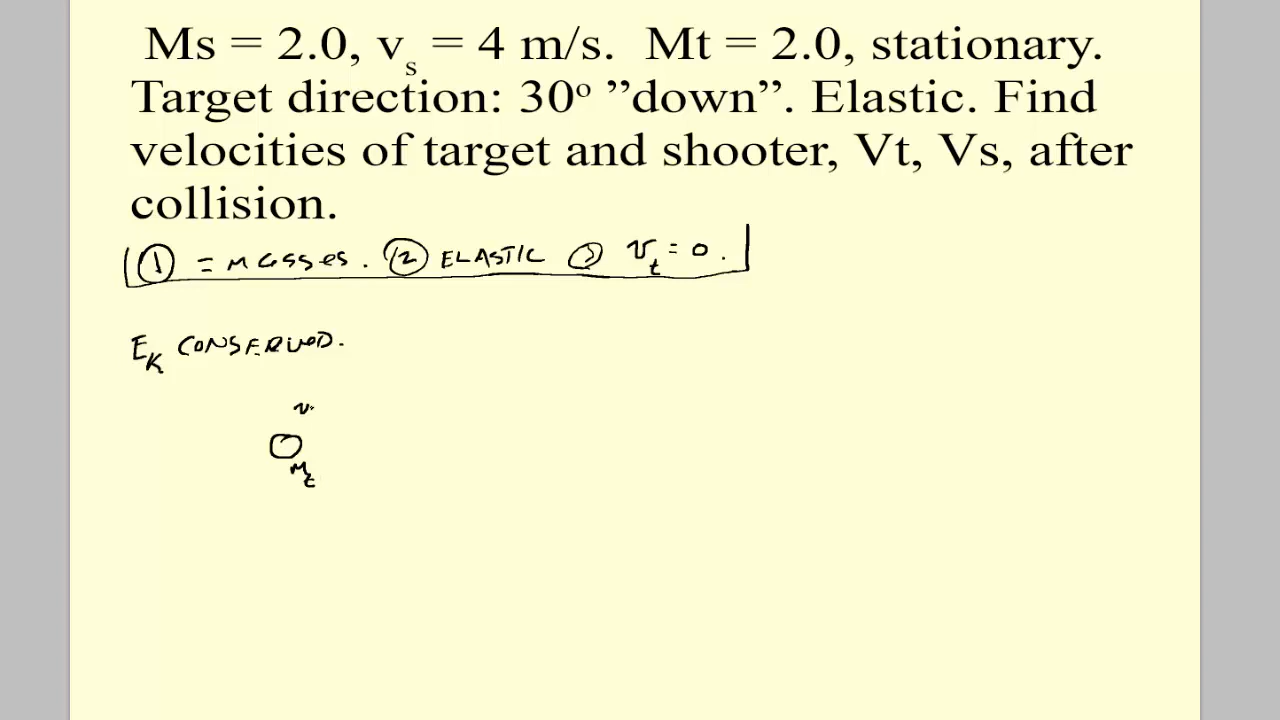 Ms = 2.0, vs = 4 m/s. Mt = 2.0, stationary.
Target direction: 30º ”down”. Elastic. Find
velocities of target and shooter, Vt, Vs, after
collision.
① = MASSES. ② ELASTIC ③ vt = 0.
EK CONSERVED.
v
Mt